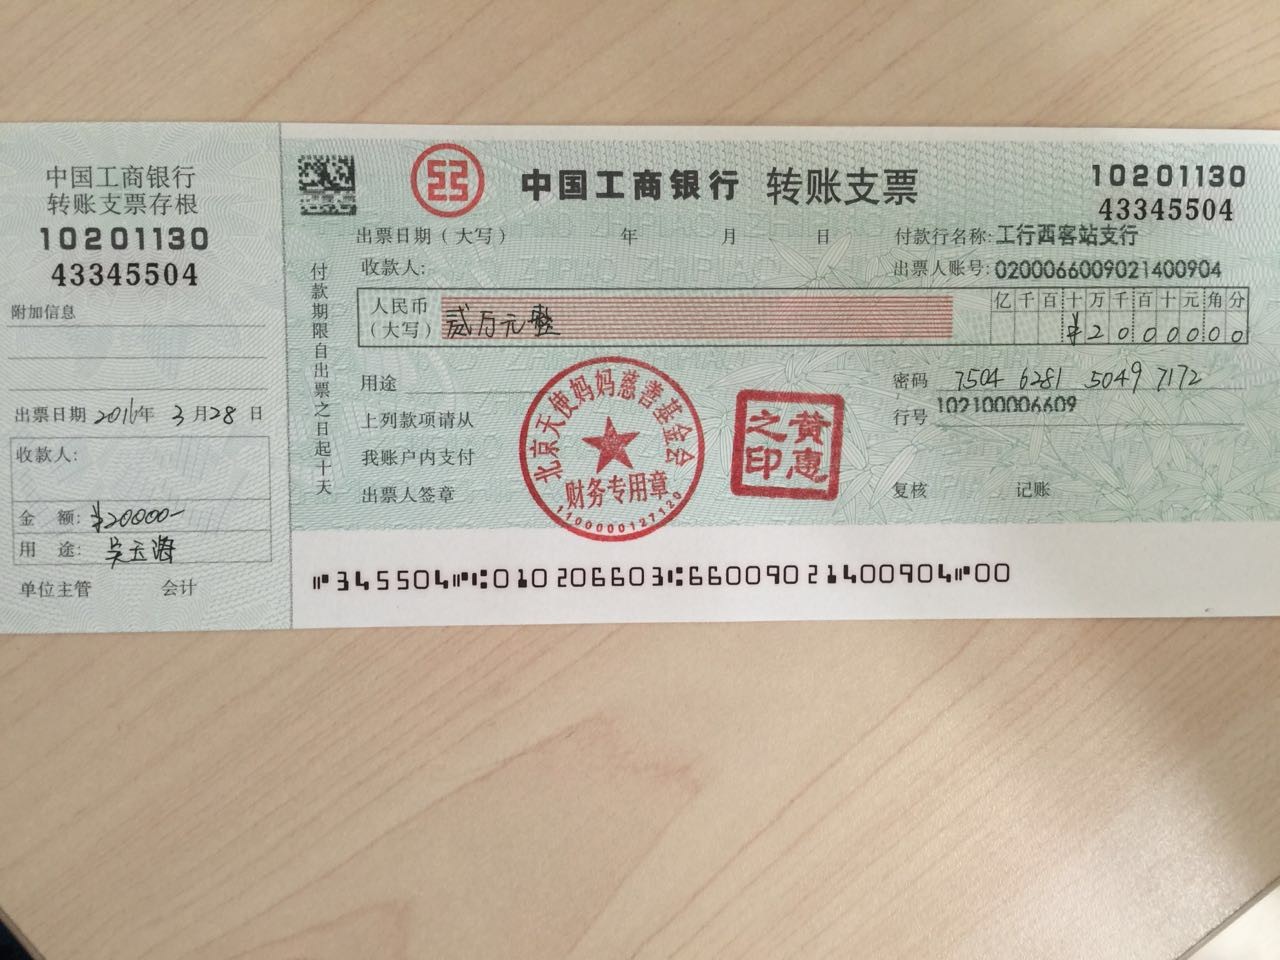 中国工商银行
转账支票存根
10201130
43345504
附加信息
出票日期 2016年 3月28日
收款人:
金 额: ¥20000-
用 途: 吴玉海
单位主管 会计
中国工商银行 转账支票
10201130
43345504
出票日期(大写) 年 月 日 付款行名称: 工行西客站支行
收款人: 出票人账号: 0200066009021400904
人民币
(大写) 贰万元整
亿千百十万千百十元角分
¥2000000
用途
密码 7504 6281 5049 7172
行号 102100006609
上列款项请从
我账户内支付
出票人签章
复核 记账
付款期限自出票之日起十天
北京天使妈妈慈善基金会
财务专用章
1100000127120
黄惠之印
⑈345504⑈⑆010206603⑆66009021400904⑈00